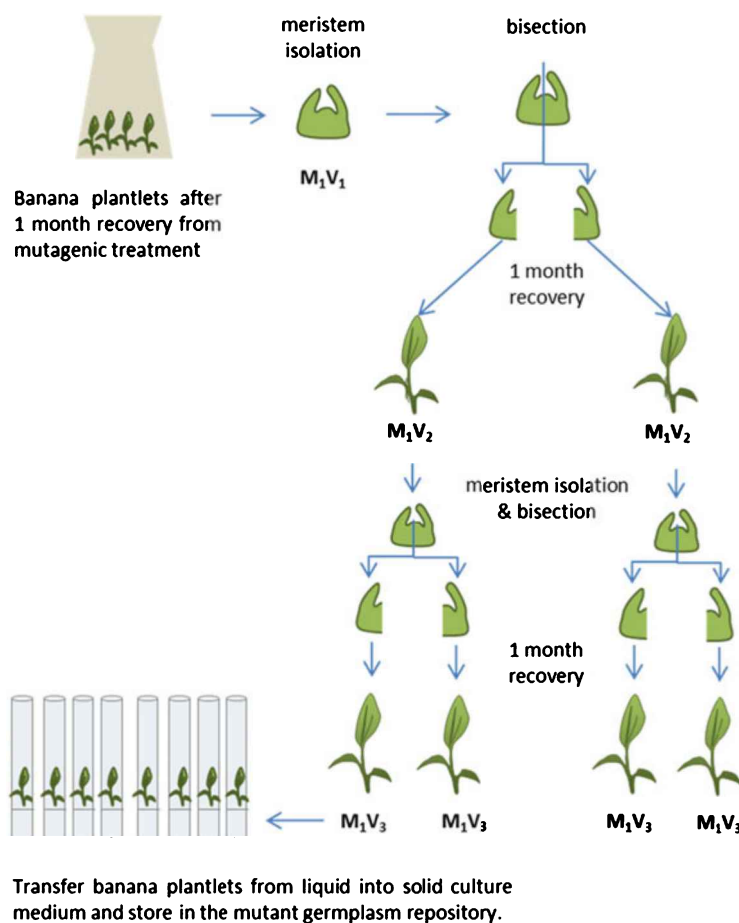 meristem
isolation
bisection
M₁V₁
Banana plantlets after
1 month recovery from
mutagenic treatment
1 month
recovery
M₁V₂
M₁V₂
meristem isolation
& bisection
1 month
recovery
M₁V₃
M₁V₃
M₁V₃
M₁V₃
Transfer banana plantlets from liquid into solid culture
medium and store in the mutant germplasm repository.